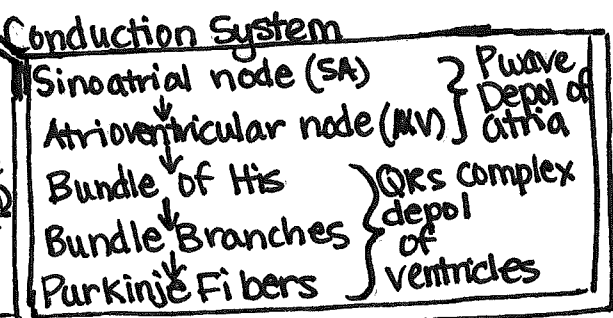 Conduction System
Sinoatrial node (SA)
↓
Atrioventricular node (AV)
↓
Bundle of His
↓
Bundle Branches
↓
Purkinje Fibers
} P wave
Depol of
atria
} QRS complex
depol
of
ventricles